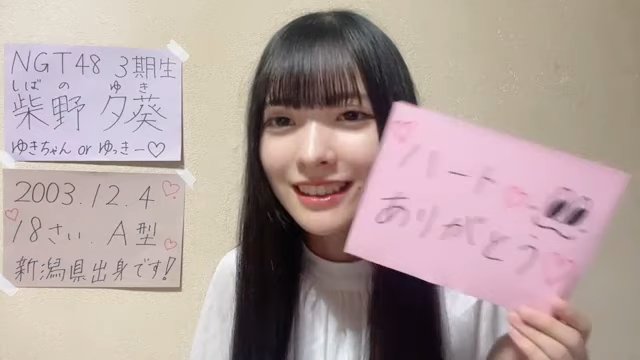 NGT48 3期生
しばの ゆき
柴野 夕葵
ゆきちゃん or ゆっきー♡
2003.12.4
18さい. A型
新潟県出身です!
ハート
ありがとう